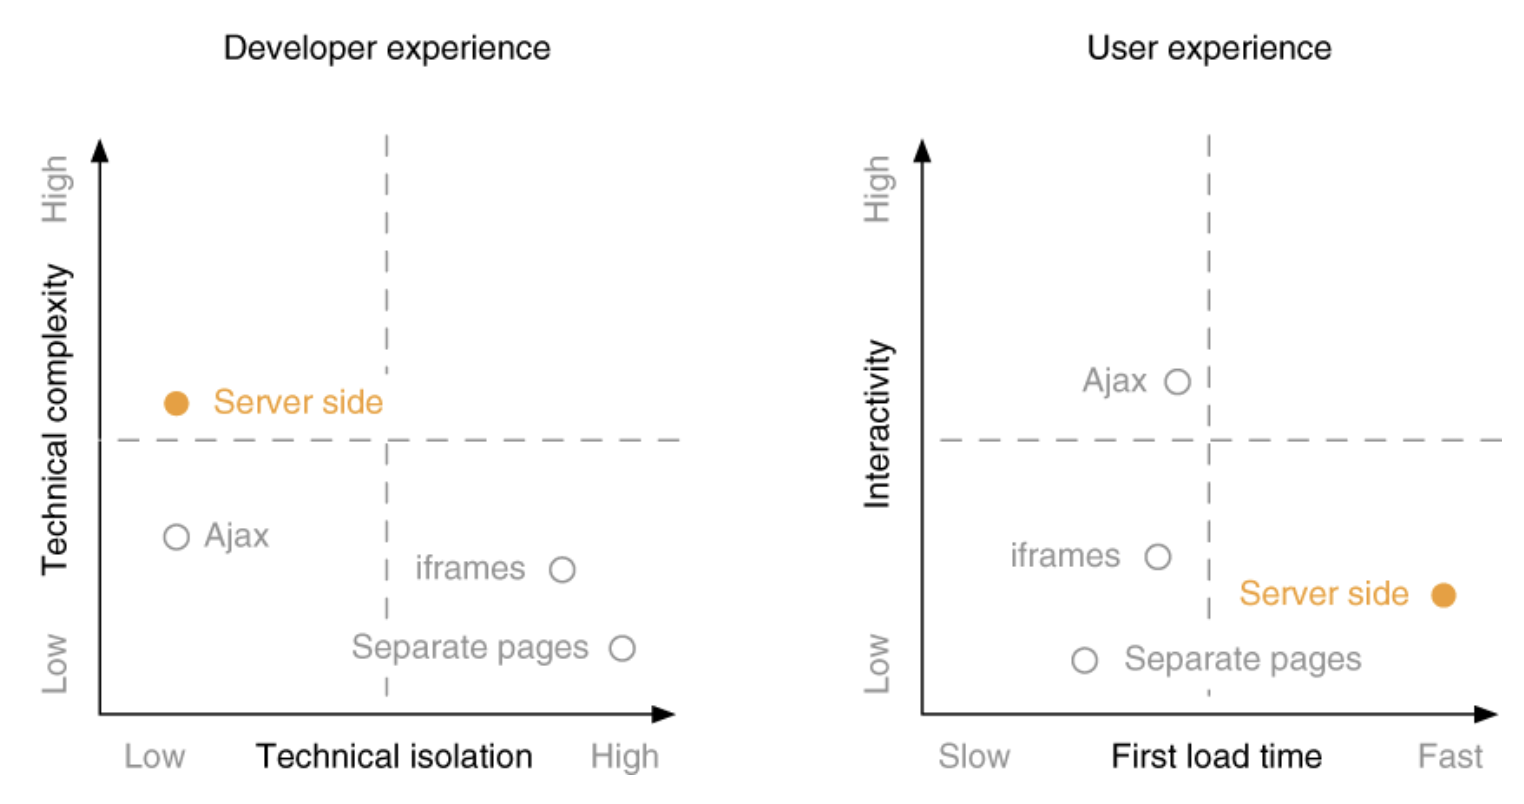 Developer experience
High
Technical complexity
Low
Server side
Ajax
iframes
Separate pages
Low
Technical isolation
High
User experience
High
Interactivity
Low
Ajax
iframes
Server side
Separate pages
Slow
First load time
Fast